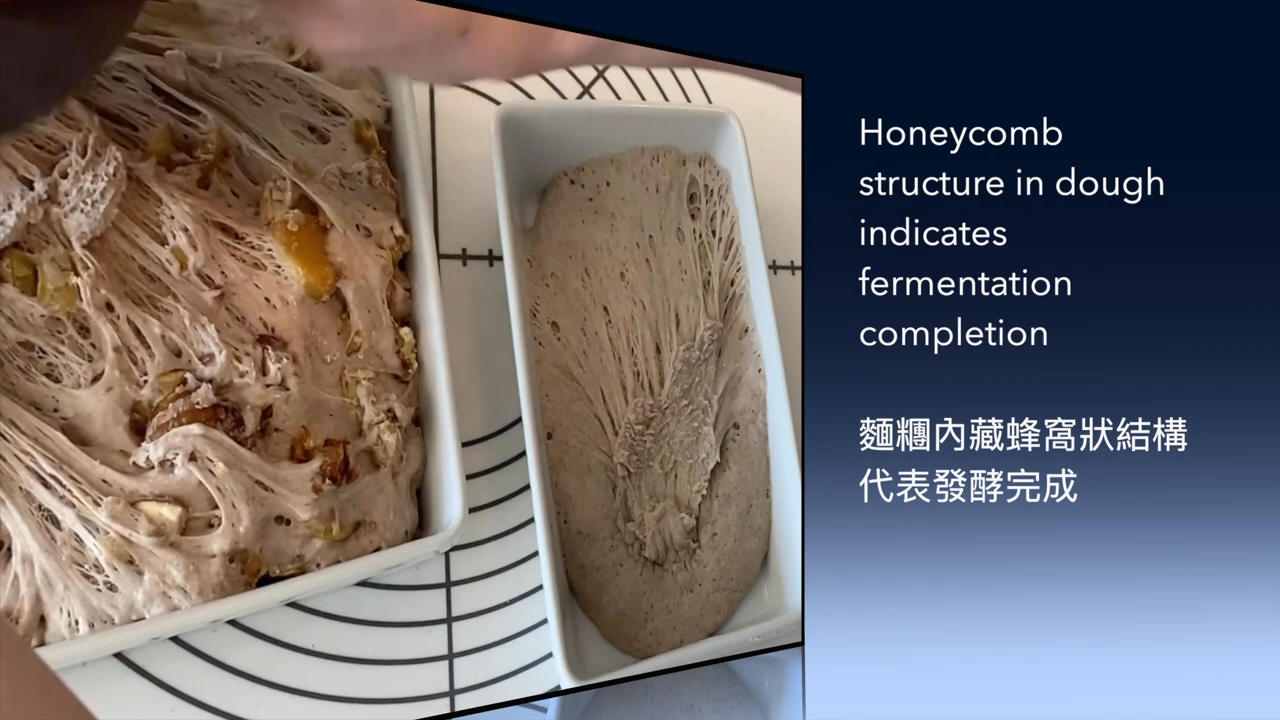 Honeycomb
structure in dough
indicates
fermentation
completion
麵糰內藏蜂窩狀結構
代表發酵完成